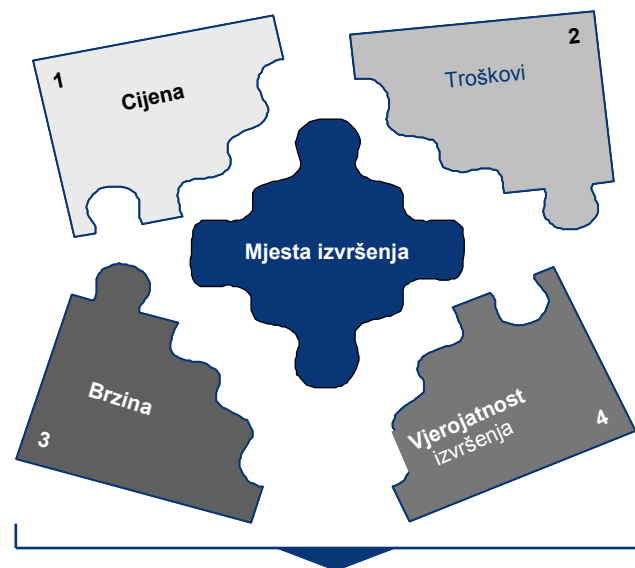 1
Cijena
2
Troškovi
Mjesta izvršenja
Brzina
3
Vjerojatnost
izvršenja
4